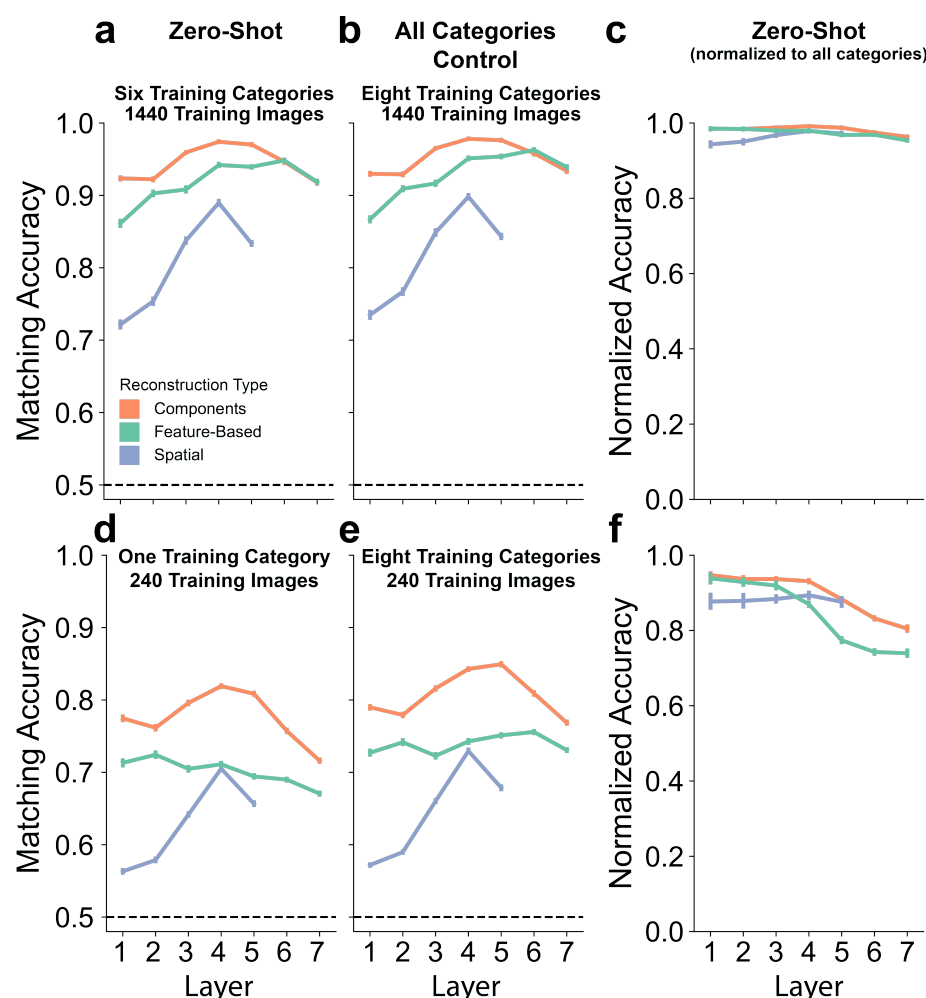 a
Zero-Shot
Six Training Categories
1440 Training Images
1.0
0.9
0.8
0.7
0.6
0.5
Matching Accuracy
Reconstruction Type
Components
Feature-Based
Spatial
b
All Categories
Control
Eight Training Categories
1440 Training Images
c
Zero-Shot
(normalized to all categories)
1.0
0.8
0.6
0.4
0.2
0.0
Normalized Accuracy
d
One Training Category
240 Training Images
1.0
0.9
0.8
0.7
0.6
0.5
Matching Accuracy
1 2 3 4 5 6 7
Layer
e
Eight Training Categories
240 Training Images
1 2 3 4 5 6 7
Layer
f
1.0
0.8
0.6
0.4
0.2
0.0
Normalized Accuracy
1 2 3 4 5 6 7
Layer